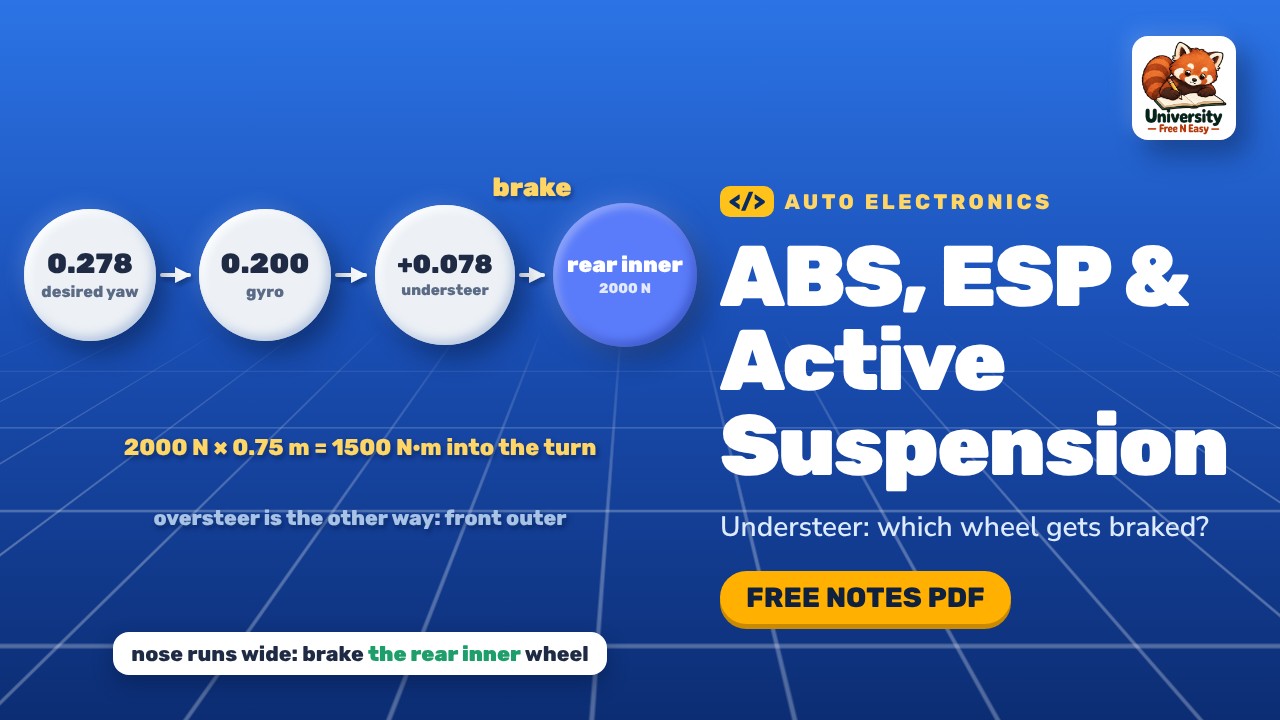 University
Free N Easy
brake
0.278
desired yaw
0.200
gyro
+0.078
understeer
rear inner
2000 N
2000 N × 0.75 m = 1500 N·m into the turn
oversteer is the other way: front outer
nose runs wide: brake the rear inner wheel
</> AUTO ELECTRONICS
ABS, ESP &
Active
Suspension
Understeer: which wheel gets braked?
FREE NOTES PDF